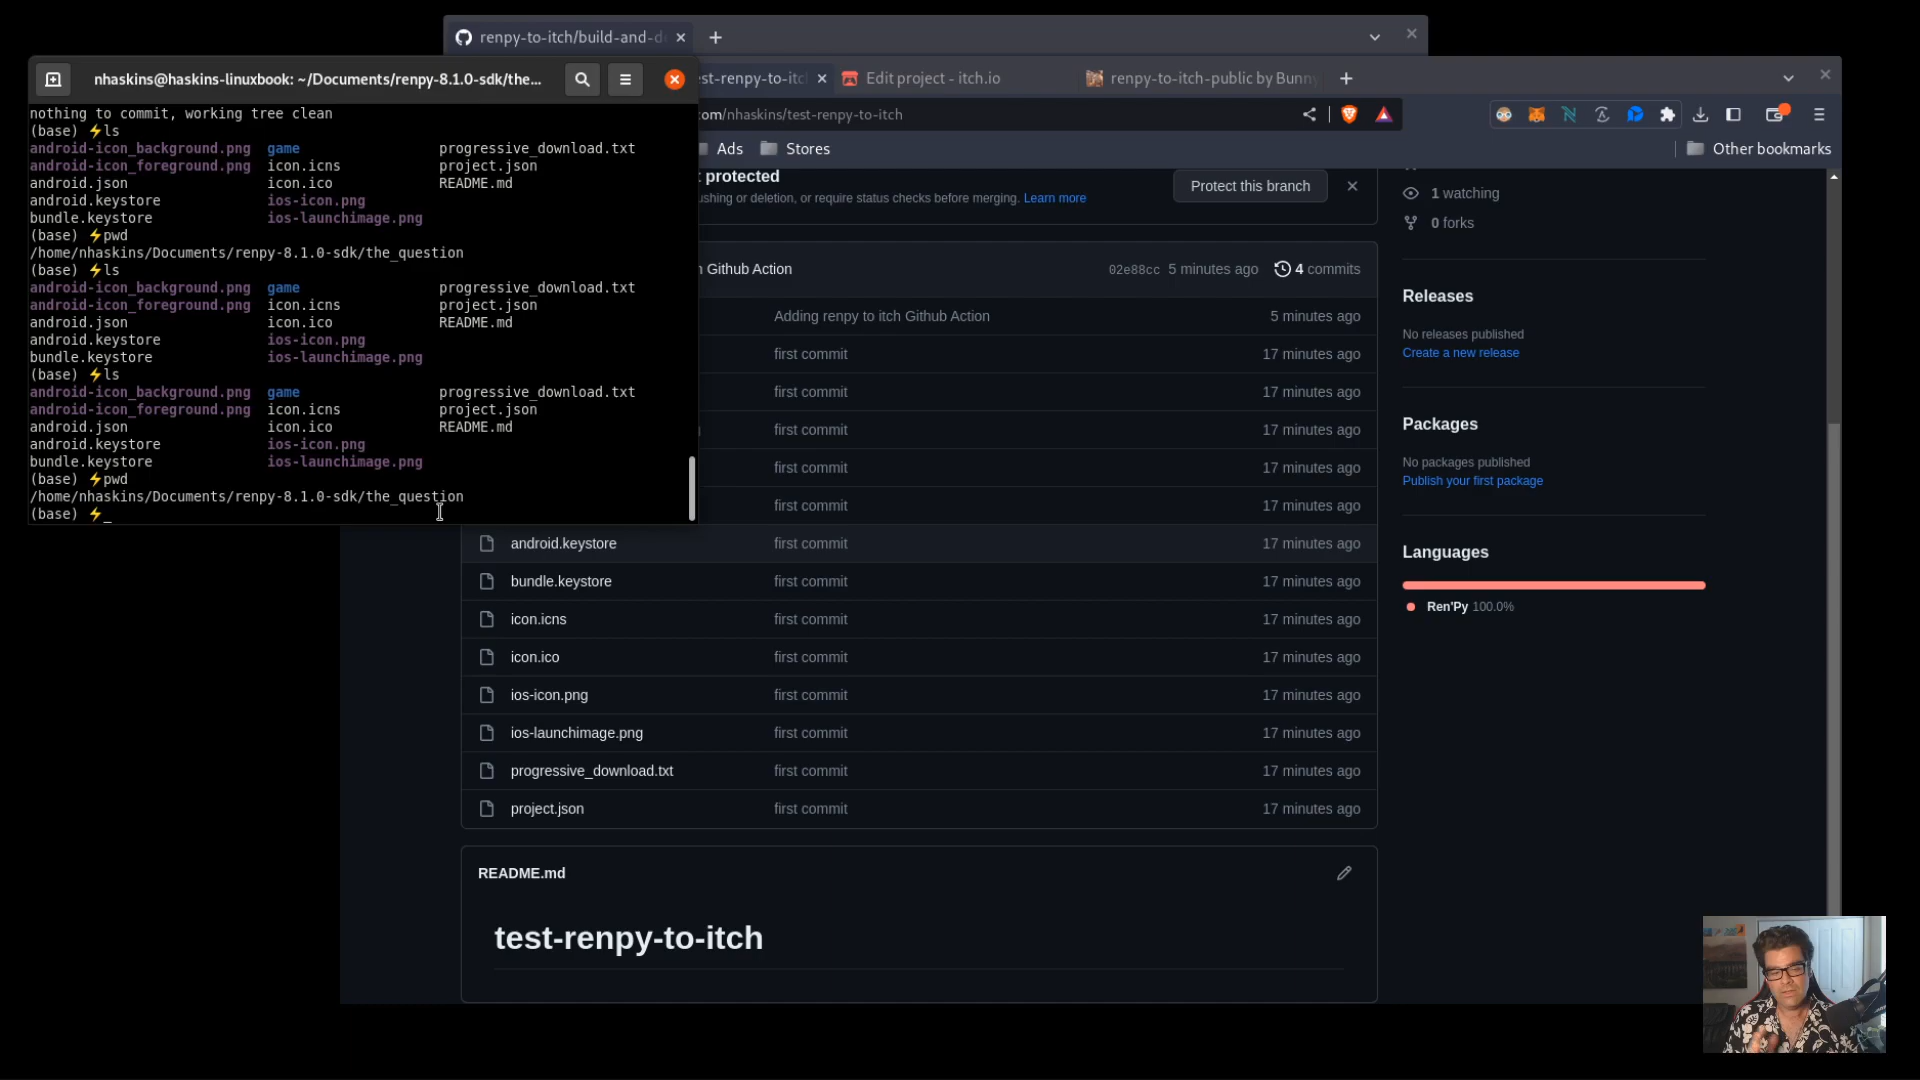 renpy-to-itch/build-and-d
nhaskins@haskins-linuxbook: ~/Documents/renpy-8.1.0-sdk/the...
est-renpy-to-itc
Edit project - itch.io
renpy-to-itch-public by Bunny
com/nhaskins/test-renpy-to-itch
Ads
Stores
Other bookmarks
nothing to commit, working tree clean
(base) ⚡ls
android-icon_background.png game progressive_download.txt
android-icon_foreground.png icon.icns project.json
android.json icon.ico README.md
android.keystore ios-icon.png
bundle.keystore ios-launchimage.png
(base) ⚡pwd
/home/nhaskins/Documents/renpy-8.1.0-sdk/the_question
(base) ⚡ls
android-icon_background.png game progressive_download.txt
android-icon_foreground.png icon.icns project.json
android.json icon.ico README.md
android.keystore ios-icon.png
bundle.keystore ios-launchimage.png
(base) ⚡ls
android-icon_background.png game progressive_download.txt
android-icon_foreground.png icon.icns project.json
android.json icon.ico README.md
android.keystore ios-icon.png
bundle.keystore ios-launchimage.png
(base) ⚡pwd
/home/nhaskins/Documents/renpy-8.1.0-sdk/the_question
(base) ⚡_
t protected
ushing or deletion, or require status checks before merging. Learn more
Protect this branch
n Github Action 02e88cc 5 minutes ago 4 commits
Adding renpy to itch Github Action 5 minutes ago
first commit 17 minutes ago
first commit 17 minutes ago
first commit 17 minutes ago
first commit 17 minutes ago
first commit 17 minutes ago
android.keystore first commit 17 minutes ago
bundle.keystore first commit 17 minutes ago
icon.icns first commit 17 minutes ago
icon.ico first commit 17 minutes ago
ios-icon.png first commit 17 minutes ago
ios-launchimage.png first commit 17 minutes ago
progressive_download.txt first commit 17 minutes ago
project.json first commit 17 minutes ago
README.md
test-renpy-to-itch
1 watching
0 forks
Releases
No releases published
Create a new release
Packages
No packages published
Publish your first package
Languages
Ren'Py 100.0%